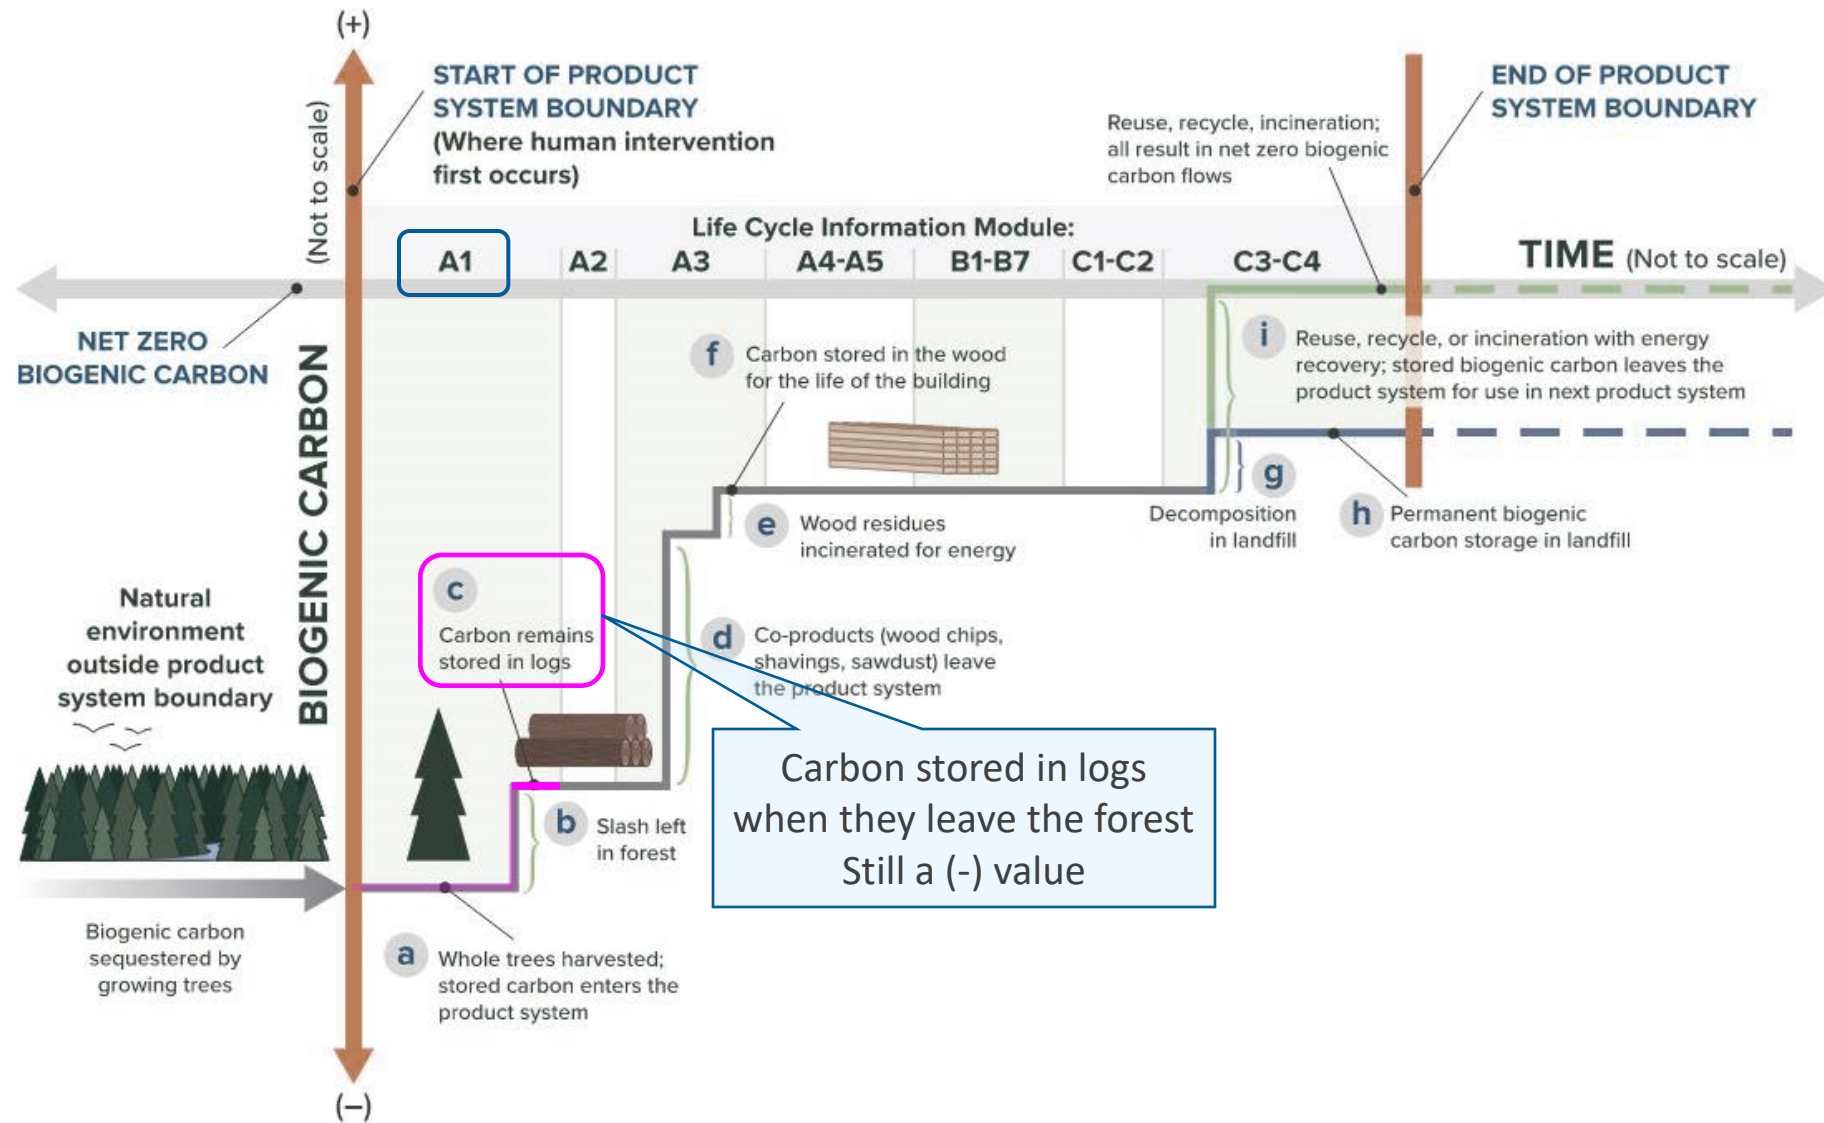 (+)
(Not to scale)
START OF PRODUCT
SYSTEM BOUNDARY
(Where human intervention
first occurs)
Reuse, recycle, incineration;
all result in net zero biogenic
carbon flows
END OF PRODUCT
SYSTEM BOUNDARY
Life Cycle Information Module:
A1
A2
A3
A4-A5
B1-B7
C1-C2
C3-C4
TIME (Not to scale)
NET ZERO
BIOGENIC CARBON
BIOGENIC CARBON
f
Carbon stored in the wood
for the life of the building
i
Reuse, recycle, or incineration with energy
recovery; stored biogenic carbon leaves the
product system for use in next product system
g
Decomposition
in landfill
h
Permanent biogenic
carbon storage in landfill
e
Wood residues
incinerated for energy
c
Carbon remains
stored in logs
d
Co-products (wood chips,
shavings, sawdust) leave
the product system
Natural
environment
outside product
system boundary
Carbon stored in logs
when they leave the forest
Still a (-) value
b
Slash left
in forest
Biogenic carbon
sequestered by
growing trees
a
Whole trees harvested;
stored carbon enters the
product system
(–)